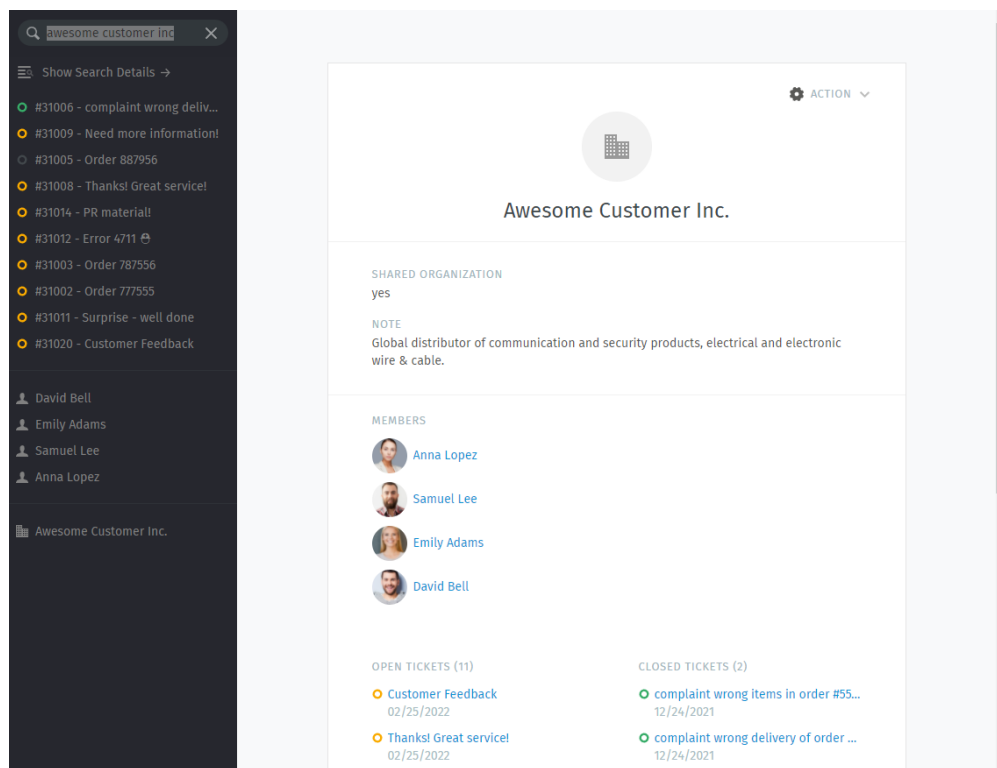 awesome customer inc
Show Search Details →
#31006 - complaint wrong deliv...
#31009 - Need more information!
#31005 - Order 887956
#31008 - Thanks! Great service!
#31014 - PR material!
#31012 - Error 4711 ⛑
#31003 - Order 787556
#31002 - Order 777555
#31011 - Surprise - well done
#31020 - Customer Feedback
David Bell
Emily Adams
Samuel Lee
Anna Lopez
Awesome Customer Inc.
ACTION
Awesome Customer Inc.
SHARED ORGANIZATION
yes
NOTE
Global distributor of communication and security products, electrical and electronic
wire & cable.
MEMBERS
Anna Lopez
Samuel Lee
Emily Adams
David Bell
OPEN TICKETS (11)
Customer Feedback
02/25/2022
Thanks! Great service!
02/25/2022
CLOSED TICKETS (2)
complaint wrong items in order #55...
12/24/2021
complaint wrong delivery of order ...
12/24/2021